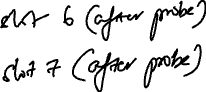 slot 6 (after probe)
slot 7 (after probe)